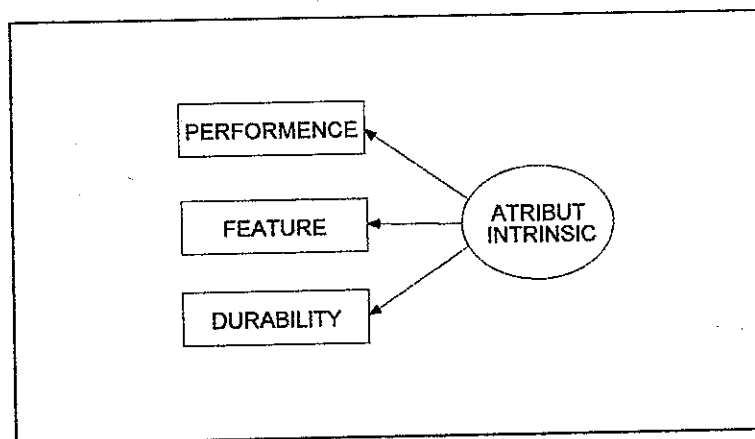 PERFORMENCE
FEATURE
DURABILITY
ATRIBUT
INTRINSIC